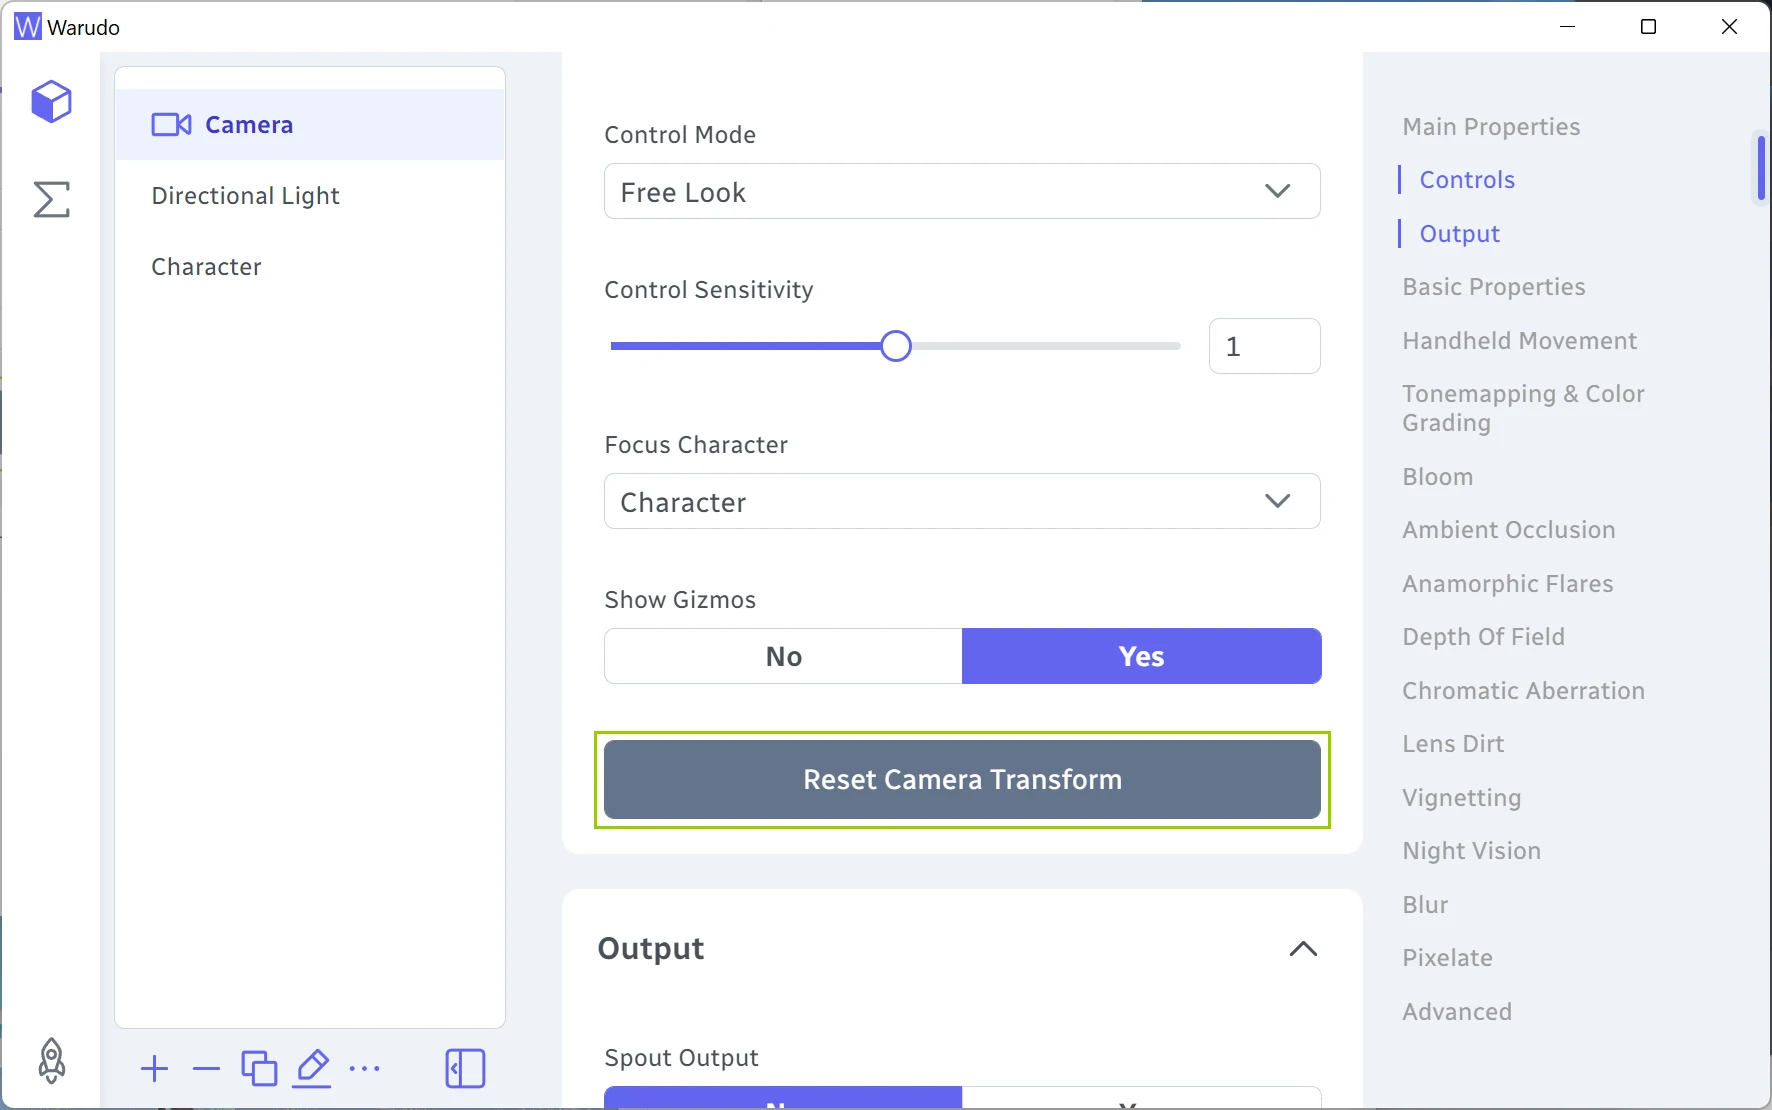 W Warudo
Camera
Directional Light
Character
Control Mode
Free Look
Control Sensitivity
1
Focus Character
Character
Show Gizmos
No Yes
Reset Camera Transform
Output
Spout Output
Main Properties
Controls
Output
Basic Properties
Handheld Movement
Tonemapping & Color
Grading
Bloom
Ambient Occlusion
Anamorphic Flares
Depth Of Field
Chromatic Aberration
Lens Dirt
Vignetting
Night Vision
Blur
Pixelate
Advanced